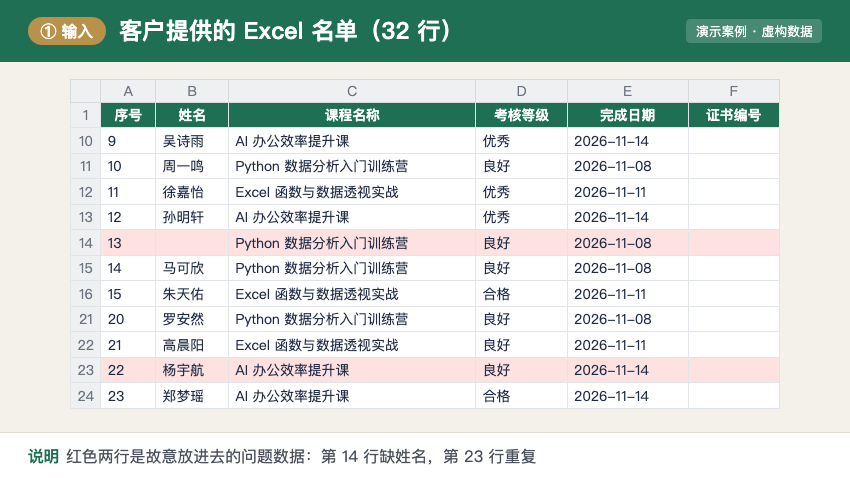 ① 输入 客户提供的 Excel 名单（32 行） 演示案例 · 虚构数据
A B C D E F
1 序号 姓名 课程名称 考核等级 完成日期 证书编号
10 9 吴诗雨 AI 办公效率提升课 优秀 2026-11-14
11 10 周一鸣 Python 数据分析入门训练营 良好 2026-11-08
12 11 徐嘉怡 Excel 函数与数据透视实战 优秀 2026-11-11
13 12 孙明轩 AI 办公效率提升课 优秀 2026-11-14
14 13 Python 数据分析入门训练营 良好 2026-11-08
15 14 马可欣 Python 数据分析入门训练营 良好 2026-11-08
16 15 朱天佑 Excel 函数与数据透视实战 合格 2026-11-11
21 20 罗安然 Python 数据分析入门训练营 良好 2026-11-08
22 21 高晨阳 Excel 函数与数据透视实战 良好 2026-11-11
23 22 杨宇航 AI 办公效率提升课 良好 2026-11-14
24 23 郑梦瑶 AI 办公效率提升课 合格 2026-11-14
说明 红色两行是故意放进去的问题数据：第 14 行缺姓名，第 23 行重复